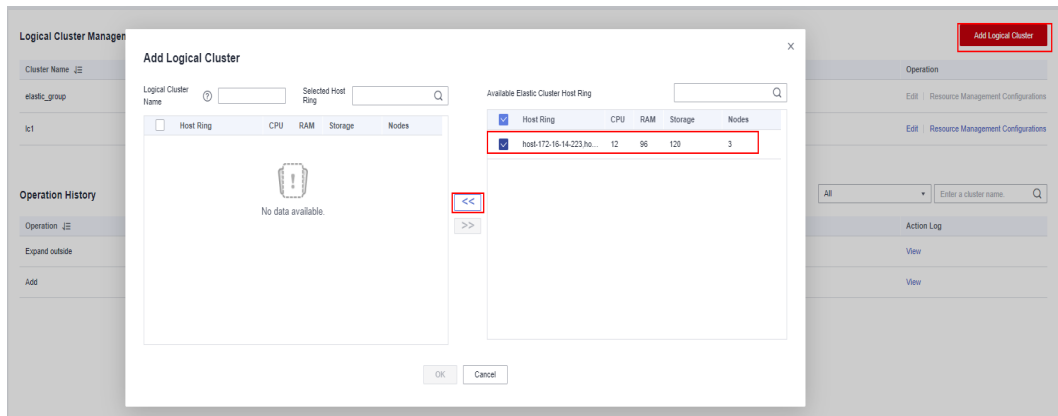 Logical Cluster Manager
Add Logical Cluster
Cluster Name
Operation
elastic_group
Edit | Resource Management Configurations
lc1
Edit | Resource Management Configurations
Operation History
All
Enter a cluster name.
Operation
Action Log
Expand outside
View
Add
View
Add Logical Cluster
X
Logical Cluster Name
?
Selected Host Ring
Host Ring CPU RAM Storage Nodes
No data available.
<<
>>
Available Elastic Cluster Host Ring
Host Ring CPU RAM Storage Nodes
host-172-16-14-223,ho... 12 96 120 3
OK
Cancel